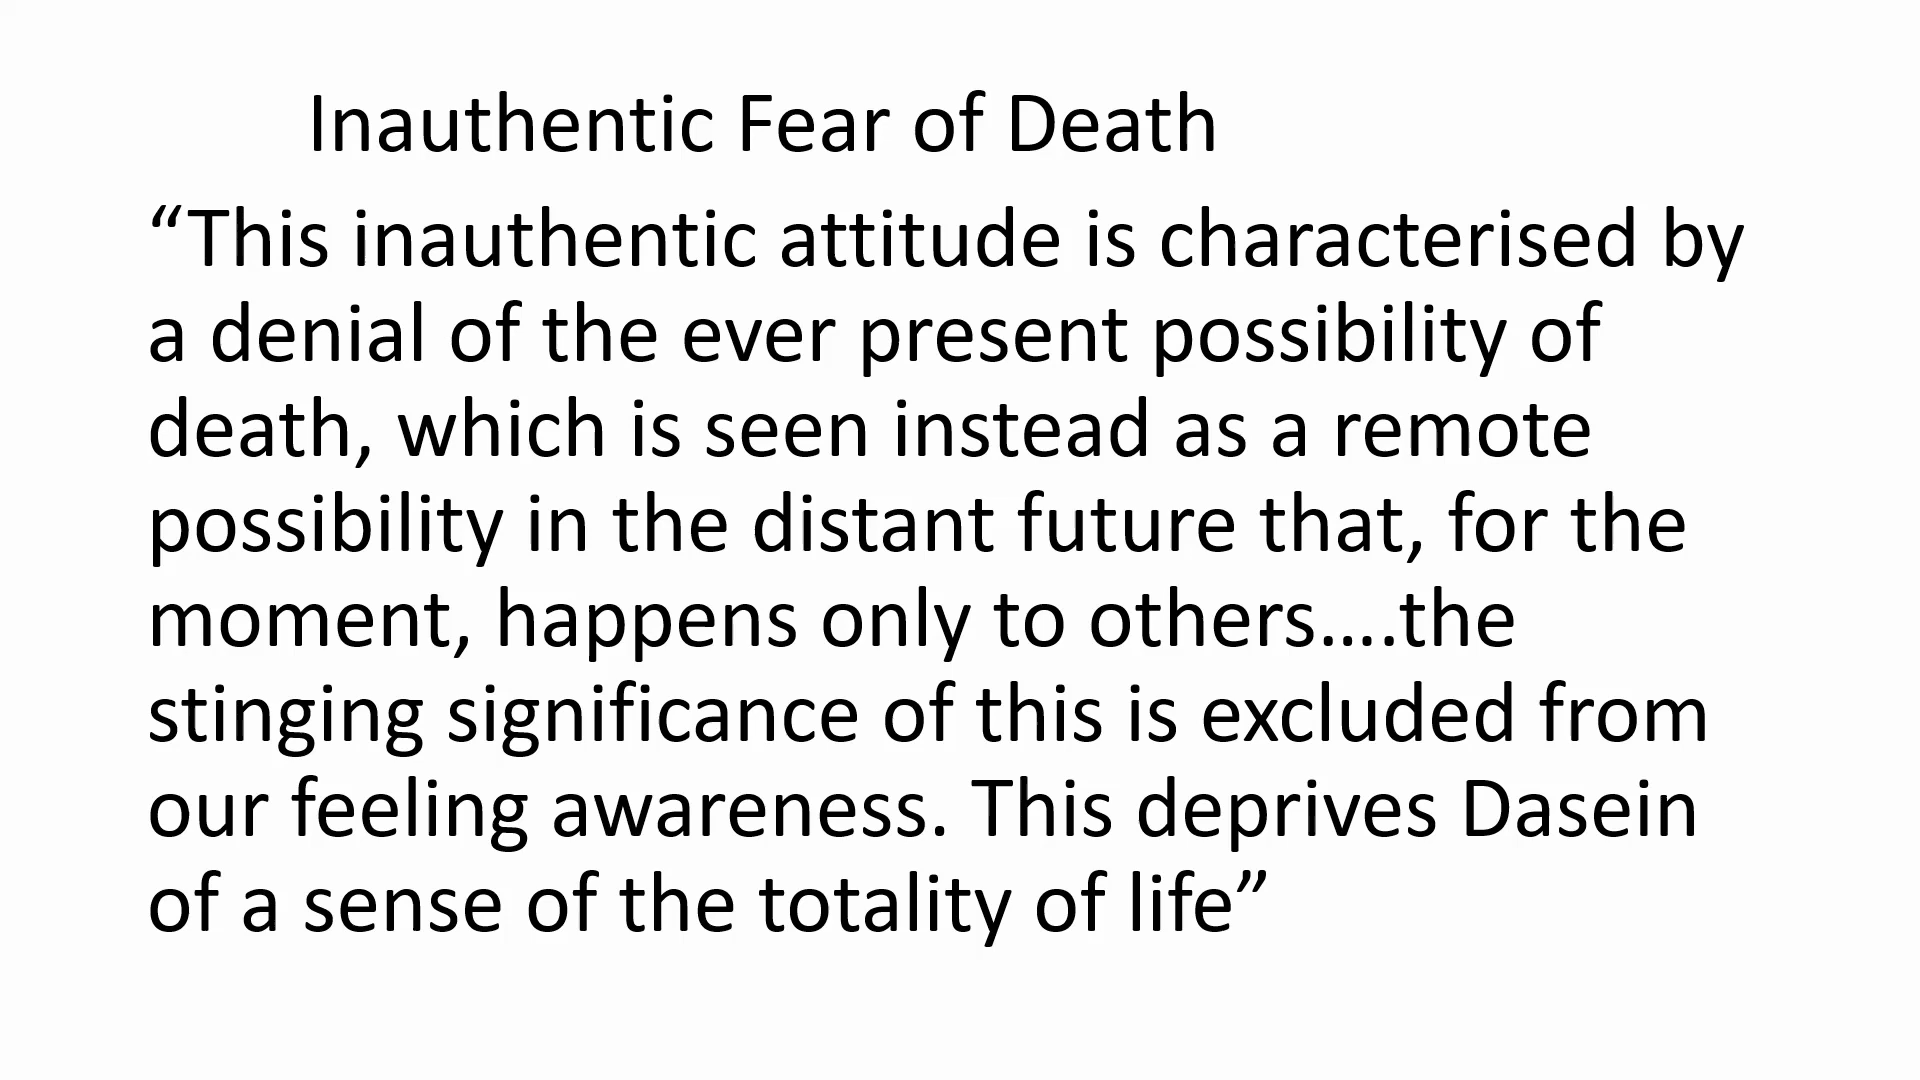 Inauthentic Fear of Death
“This inauthentic attitude is characterised by
a denial of the ever present possibility of
death, which is seen instead as a remote
possibility in the distant future that, for the
moment, happens only to others….the
stinging significance of this is excluded from
our feeling awareness. This deprives Dasein
of a sense of the totality of life”